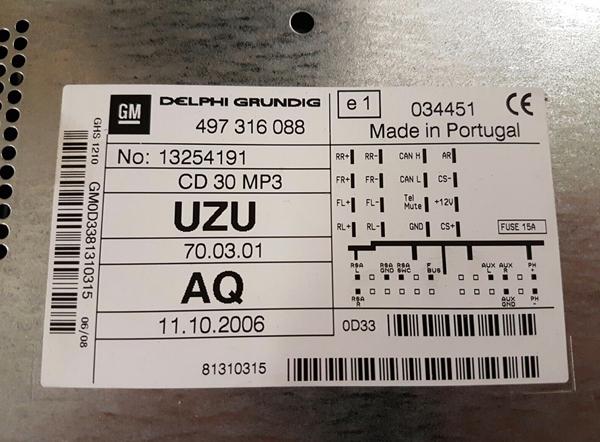 GM DELPHI GRUNDIG
497 316 088
e1 034451 CE
Made in Portugal
No: 13254191
CD 30 MP3
UZU
70.03.01
AQ
11.10.2006
81310315
RR+ RR- CAN H AR
FR+ FR- CAN L CS-
FL+ FL- Tel Mute +12V
RL+ RL- GND CS+
FUSE 15A
RSA L RSA GND RSA SWC F BUS AUX L AUX R PH +
RSA R AUX GND PH -
0D33
GHS 1210
GM0D3381310315
06/08